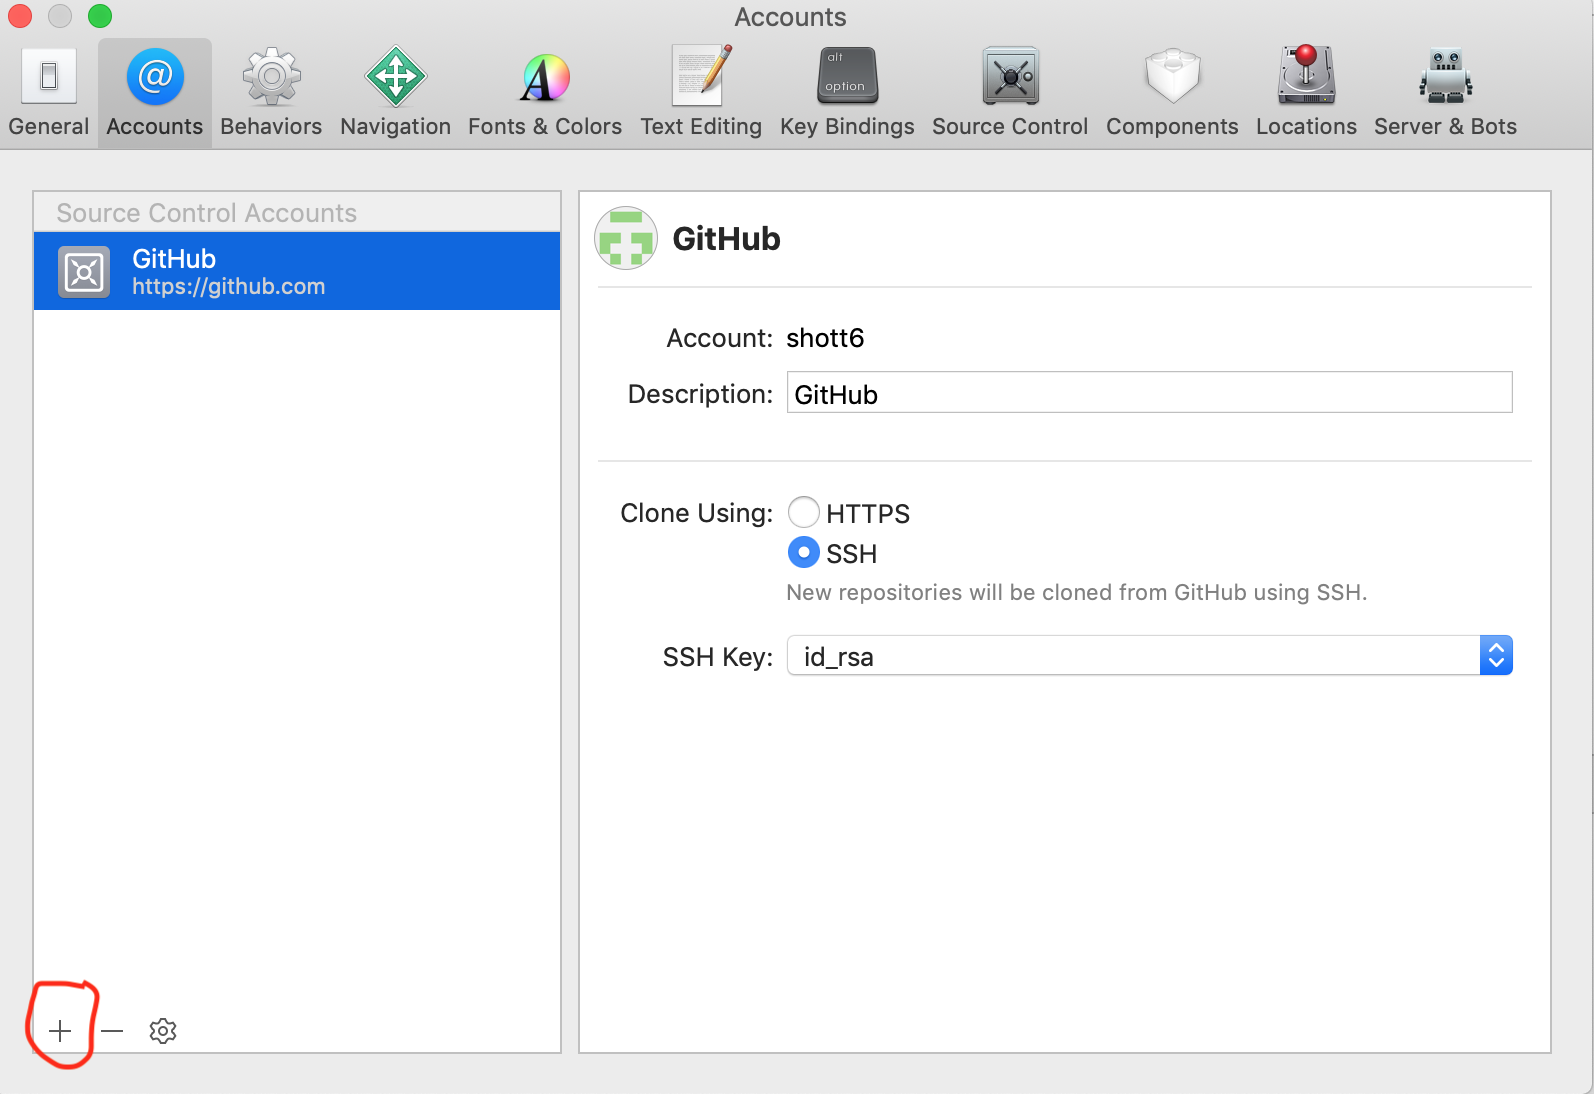 Accounts
General
Accounts
Behaviors
Navigation
Fonts & Colors
Text Editing
alt
option
Key Bindings
Source Control
Components
Locations
Server & Bots
Source Control Accounts
GitHub
https://github.com
GitHub
Account: shott6
Description: GitHub
Clone Using: HTTPS
SSH
New repositories will be cloned from GitHub using SSH.
SSH Key: id_rsa